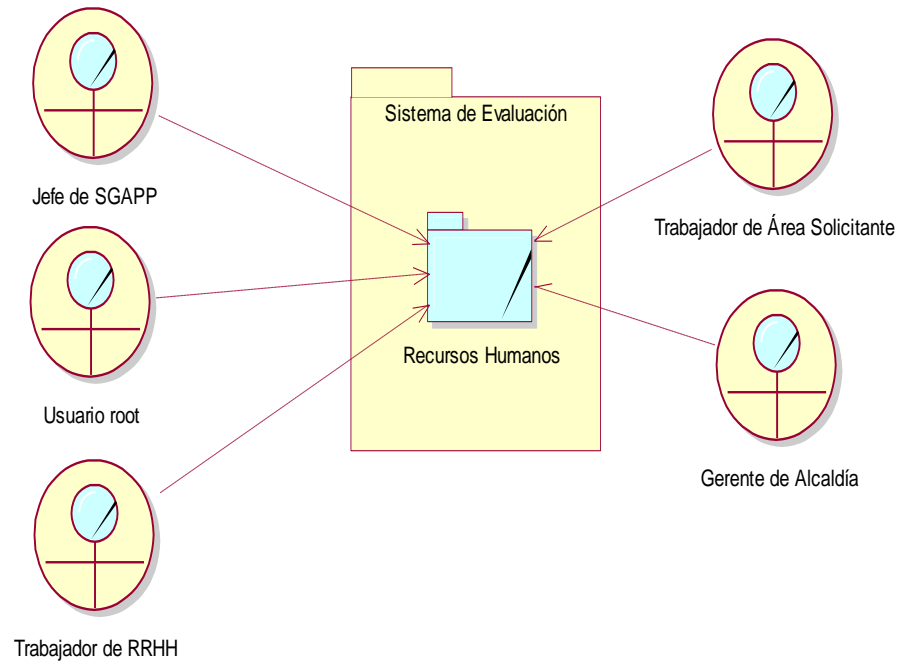 Jefe de SGAPP
Usuario root
Trabajador de RRHH
Sistema de Evaluación
Recursos Humanos
Trabajador de Área Solicitante
Gerente de Alcaldía